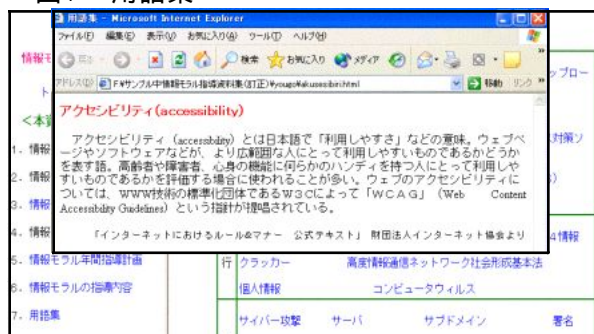 用語集 - Microsoft Internet Explorer
ファイル(F) 編集(E) 表示(V) お気に入り(A) ツール(T) ヘルプ(H)
戻る 検索 お気に入り メディア
アドレス(D) 移動 リンク
アクセシビリティ(accessibility)
アクセシビリティ (accessibility) とは日本語で「利用しやすさ」などの意味。ウェブペ
ージやソフトウェアなどが、より広範囲な人にとって利用しやすいものであるかどうか
を表す語。高齢者や障害者、心身の機能に何らかのハンディを持つ人にとって利用しや
すいものであるかを評価する場合に使われることが多い。ウェブのアクセシビリティに
ついては、WWW技術の標準化団体であるW3Cによって「WCAG」 (Web Content
Accessibility Guidelines) という指針が提唱されている。
「インターネットにおけるルール&マナー 公式テキスト」 財団法人インターネット協会より
情報モ
ップロー
<本
1. 情報
対策ソ
2. 情報
3. 情報
4. 情報
情報
5. 情報モラル年間指導計画
行 クラッカー 高度情報通信ネットワーク社会形成基本法
6. 情報モラルの指導内容
個人情報 コンピュータウィルス
7. 用語集
サイバー攻撃 サーバ サブドメイン 署名